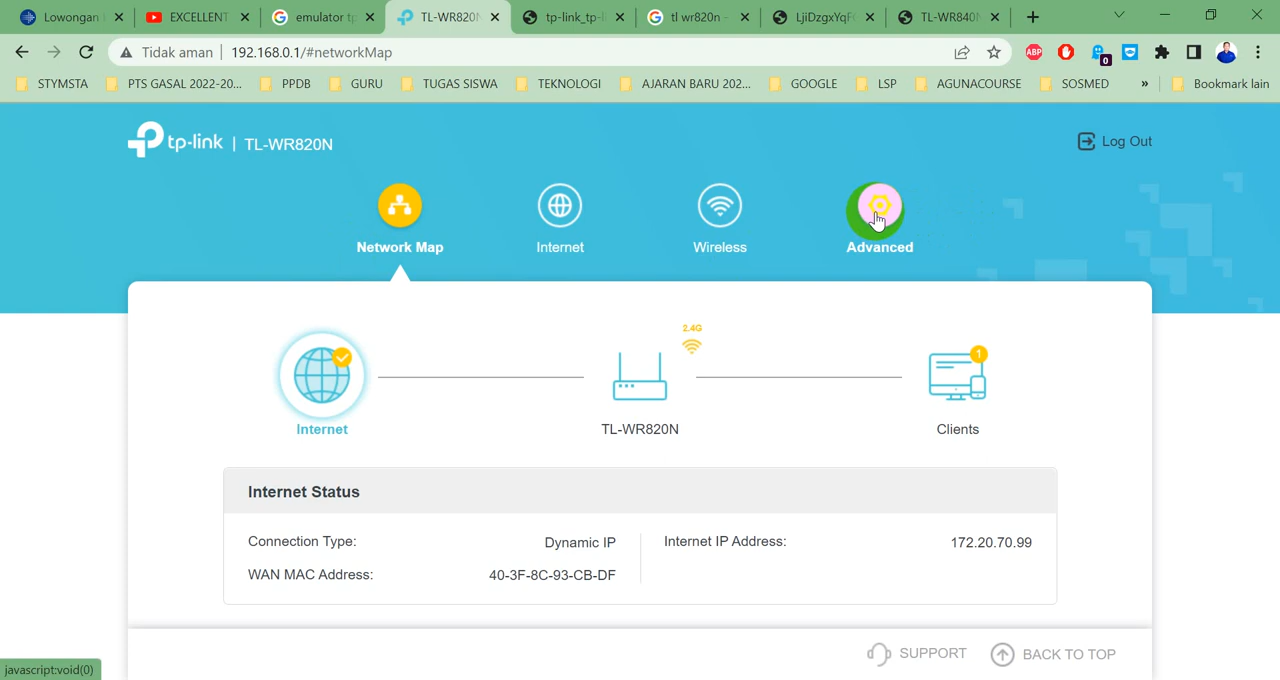 Lowongan
EXCELLENT
emulator tp
TL-WR820N
tp-link_tp-l
tl wr820n -
LjiDzgxYqF
TL-WR840N
Tidak aman
192.168.0.1/#networkMap
ABP
0
STYMSTA
PTS GASAL 2022-20...
PPDB
GURU
TUGAS SISWA
TEKNOLOGI
AJARAN BARU 202...
GOOGLE
LSP
AGUNACOURSE
SOSMED
»
Bookmark lain
tp-link | TL-WR820N
Log Out
Network Map
Internet
Wireless
Advanced
2.4G
1
Internet
TL-WR820N
Clients
Internet Status
Connection Type: Dynamic IP
Internet IP Address: 172.20.70.99
WAN MAC Address: 40-3F-8C-93-CB-DF
SUPPORT
BACK TO TOP
javascript:void(0)